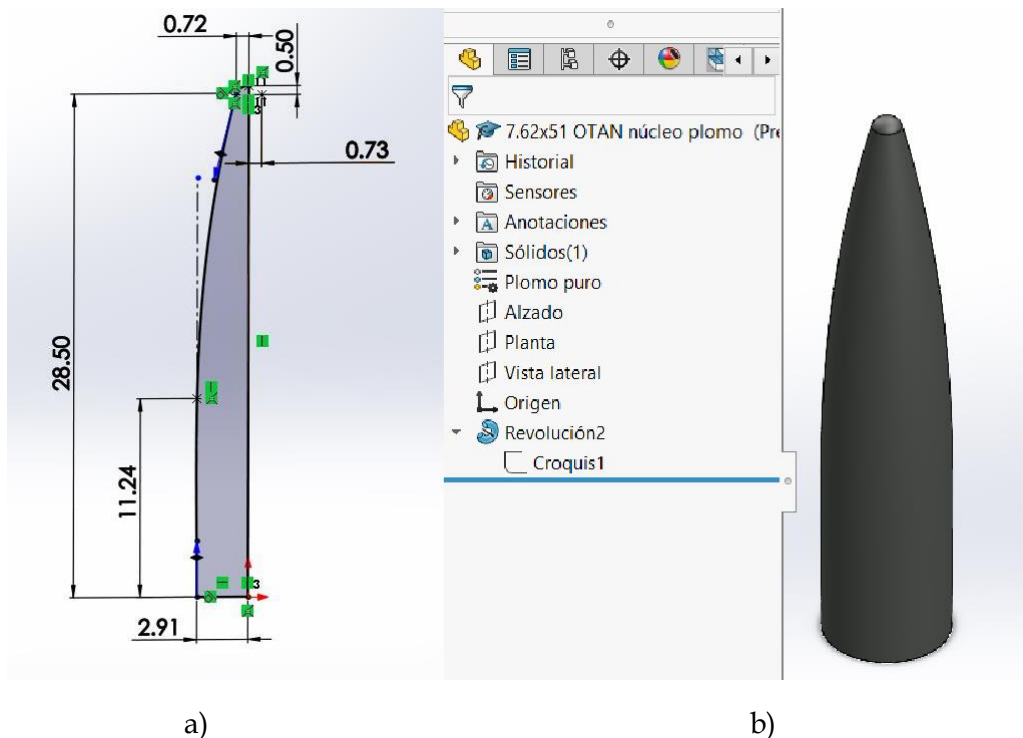 0.72
0.50
0.73
28.50
11.24
2.91
7.62x51 OTAN núcleo plomo (Pre
Historial
Sensores
Anotaciones
Sólidos(1)
Plomo puro
Alzado
Planta
Vista lateral
Origen
Revolución2
Croquis1
a)
b)